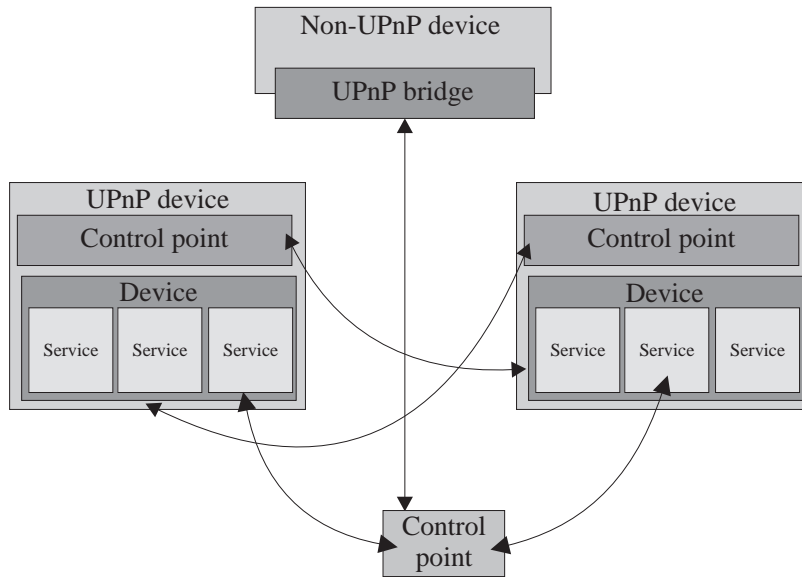 Non-UPnP device
UPnP bridge
UPnP device
Control point
Device
Service
Service
Service
UPnP device
Control point
Device
Service
Service
Service
Control
point